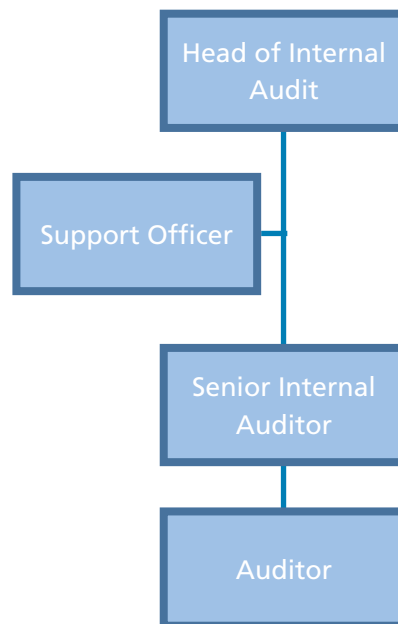 Head of Internal
Audit
Support Officer
Senior Internal
Auditor
Auditor